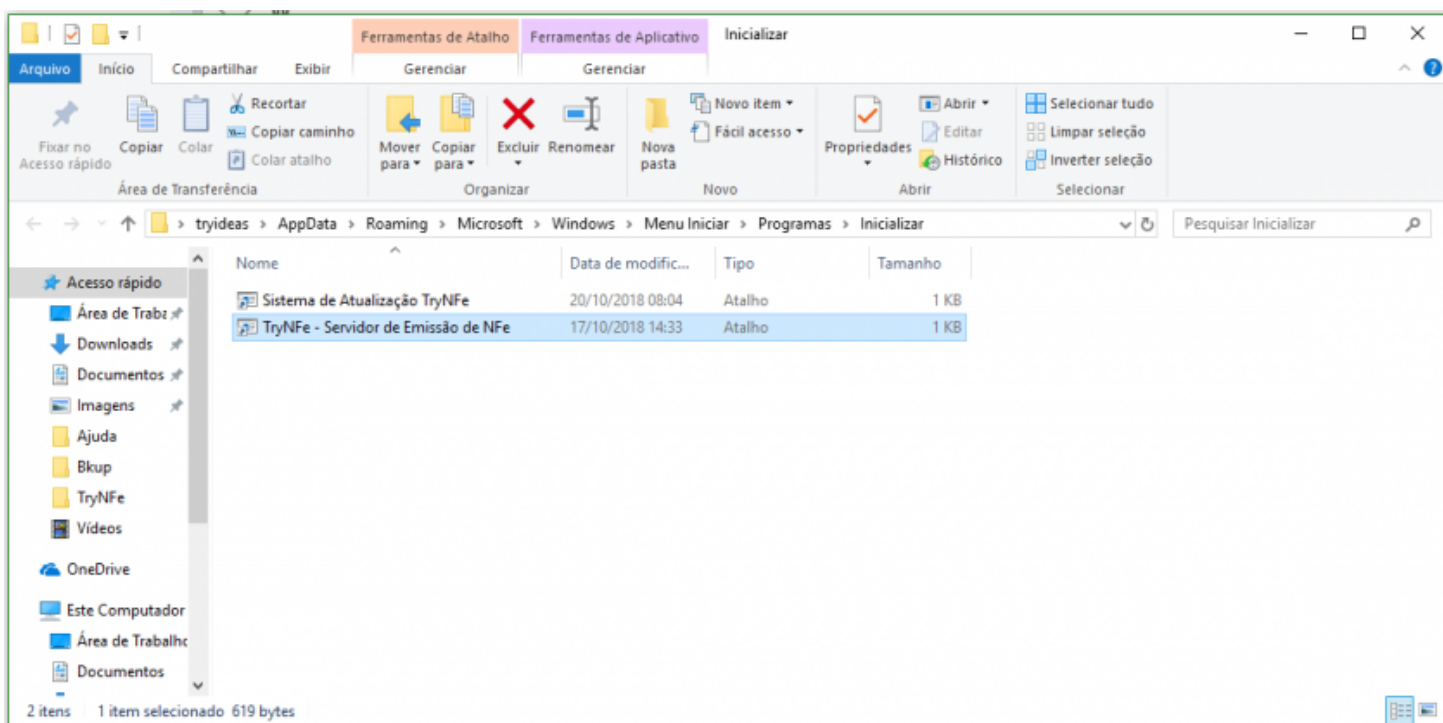 Ferramentas de Atalho Ferramentas de Aplicativo Inicializar
Arquivo Início Compartilhar Exibir Gerenciar Gerenciar
Fixar no
Acesso rápido
Copiar
Colar
Recortar
Copiar caminho
Colar atalho
Área de Transferência
Mover
para
Copiar
para
Excluir
Renomear
Organizar
Nova
pasta
Novo item
Fácil acesso
Novo
Propriedades
Abrir
Editar
Histórico
Abrir
Selecionar tudo
Limpar seleção
Inverter seleção
Selecionar
tryideas > AppData > Roaming > Microsoft > Windows > Menu Iniciar > Programas > Inicializar
Pesquisar Inicializar
Acesso rápido
Área de Traba
Downloads
Documentos
Imagens
Ajuda
Bkup
TryNFe
Vídeos
OneDrive
Este Computador
Área de Trabalho
Documentos
Nome Data de modific... Tipo Tamanho
Sistema de Atualização TryNFe 20/10/2018 08:04 Atalho 1 KB
TryNFe - Servidor de Emissão de NFe 17/10/2018 14:33 Atalho 1 KB
2 itens 1 item selecionado 619 bytes